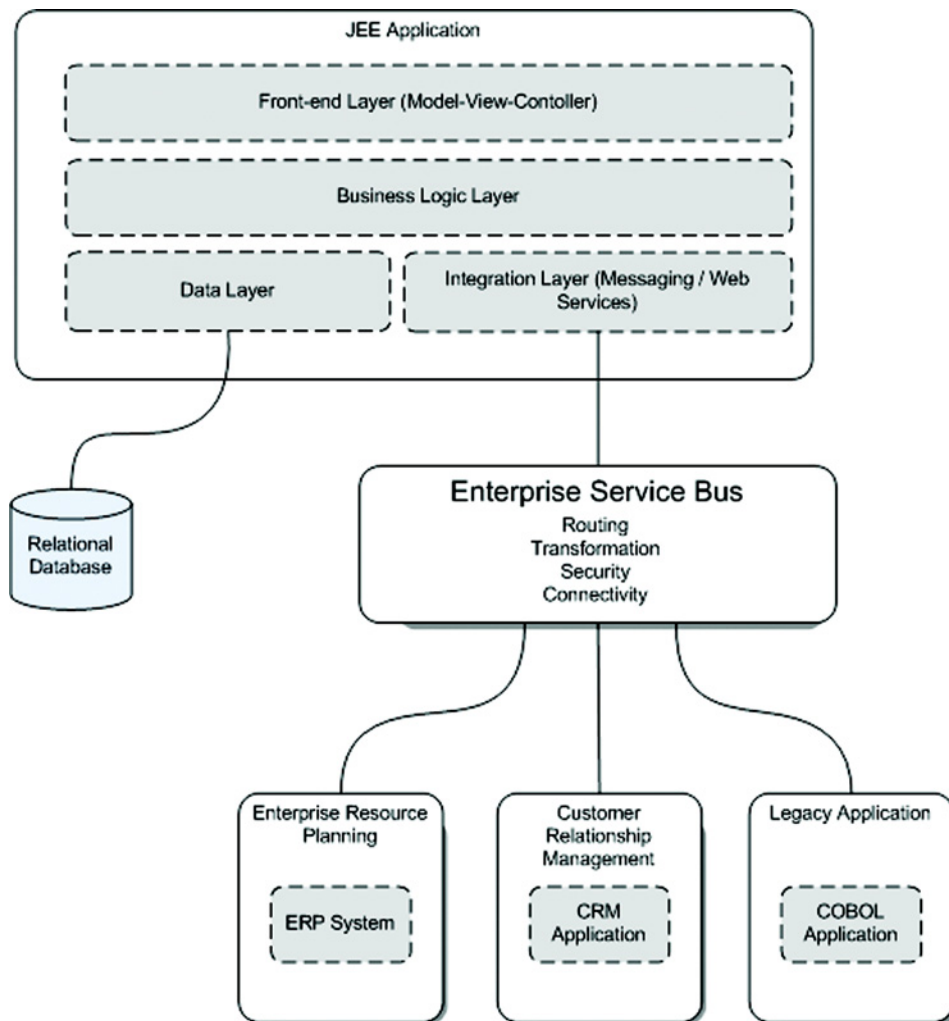 JEE Application
Front-end Layer (Model-View-Contoller)
Business Logic Layer
Data Layer
Integration Layer (Messaging / Web
Services)
Relational
Database
Enterprise Service Bus
Routing
Transformation
Security
Connectivity
Enterprise Resource
Planning
ERP System
Customer
Relationship
Management
CRM
Application
Legacy Application
COBOL
Application